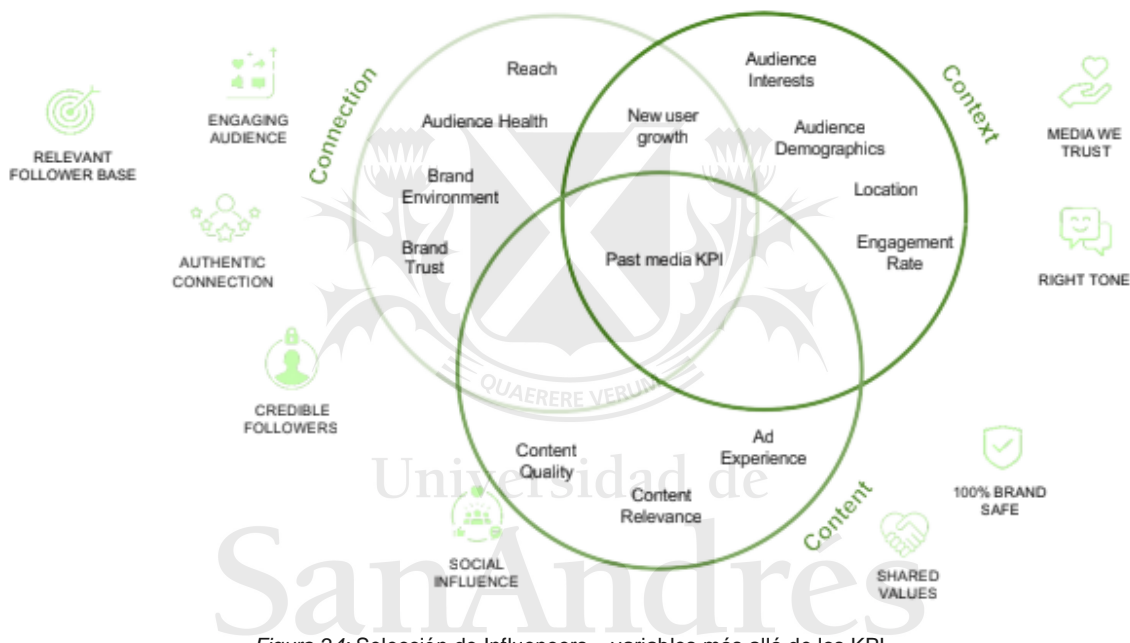 Reach
Audience
Interests
Connection
Context
ENGAGING
AUDIENCE
Audience Health
New user
growth
Audience
Demographics
MEDIA WE
TRUST
RELEVANT
FOLLOWER BASE
Brand
Environment
Location
Brand
Trust
Past media KPI
Engagement
Rate
AUTHENTIC
CONNECTION
RIGHT TONE
QUAERERE VERUM
CREDIBLE
FOLLOWERS
Content
Quality
Ad
Experience
Content
Relevance
Content
100% BRAND
SAFE
Universidad de
SanAndrés
SOCIAL
INFLUENCE
SHARED
VALUES
Selección de Influencers
variables más allá de los KPI